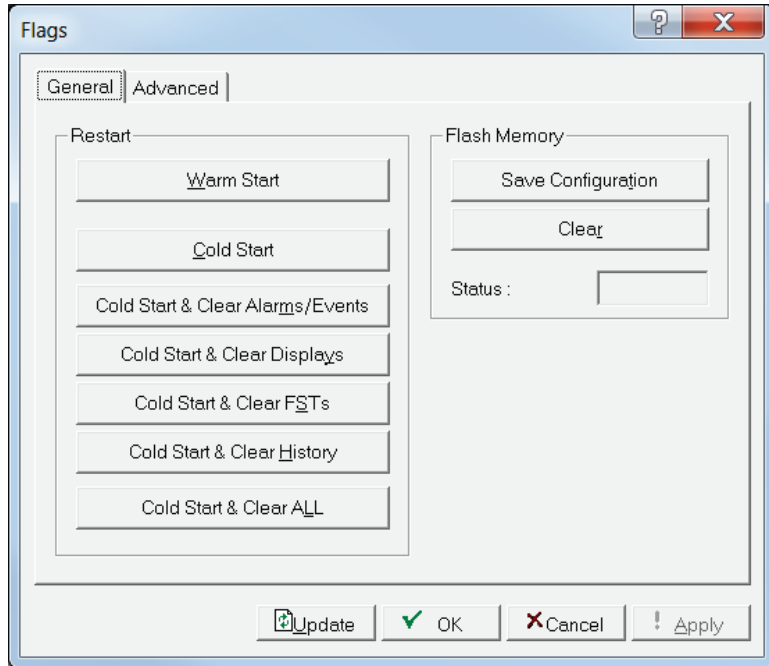 Flags
General
Advanced
Restart
Warm Start
Cold Start
Cold Start & Clear Alarms/Events
Cold Start & Clear Displays
Cold Start & Clear FSTs
Cold Start & Clear History
Cold Start & Clear ALL
Flash Memory
Save Configuration
Clear
Status :
Update
OK
Cancel
Apply